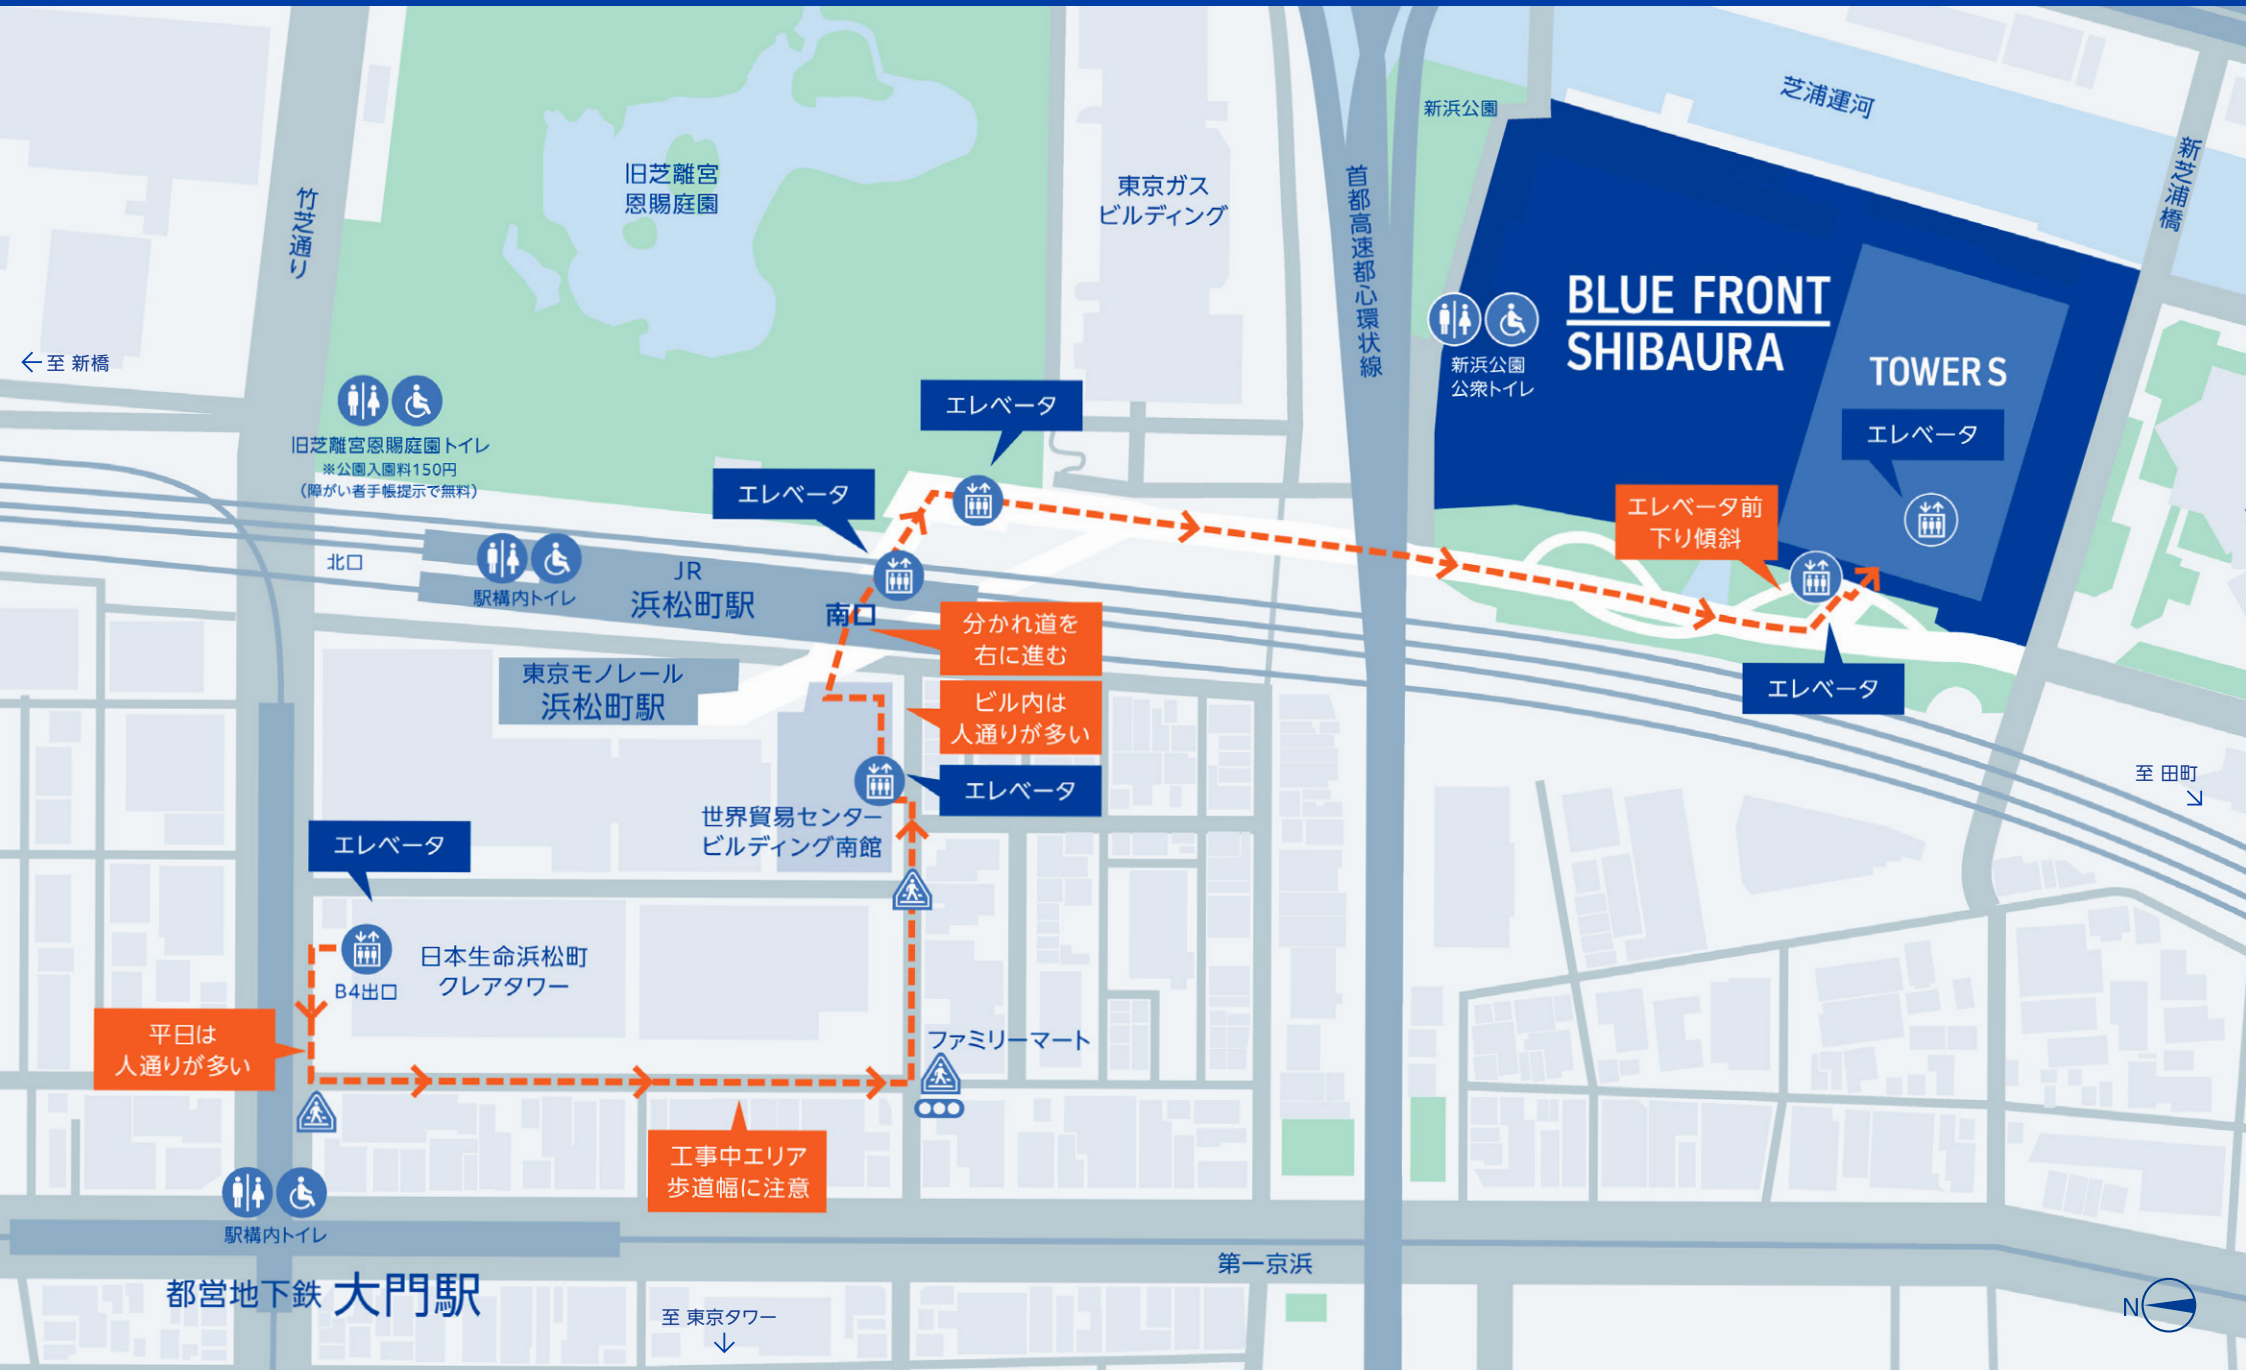 芝浦運河
新浜公園
新芝浦橋
旧芝離宮
恩賜庭園
東京ガス
ビルディング
首都高速都心環状線
竹芝通り
BLUE FRONT
SHIBAURA
TOWER S
新浜公園
公衆トイレ
← 至 新橋
エレベータ
エレベータ
旧芝離宮恩賜庭園トイレ
※公園入園料150円
（障がい者手帳提示で無料）
エレベータ
エレベータ前
下り傾斜
北口
駅構内トイレ
JR
浜松町駅
南口
分かれ道を
右に進む
東京モノレール
浜松町駅
エレベータ
ビル内は
人通りが多い
至 田町
エレベータ
世界貿易センター
ビルディング南館
エレベータ
日本生命浜松町
クレアタワー
B4出口
平日は
人通りが多い
ファミリーマート
工事中エリア
歩道幅に注意
駅構内トイレ
第一京浜
都営地下鉄 大門駅
至 東京タワー
N